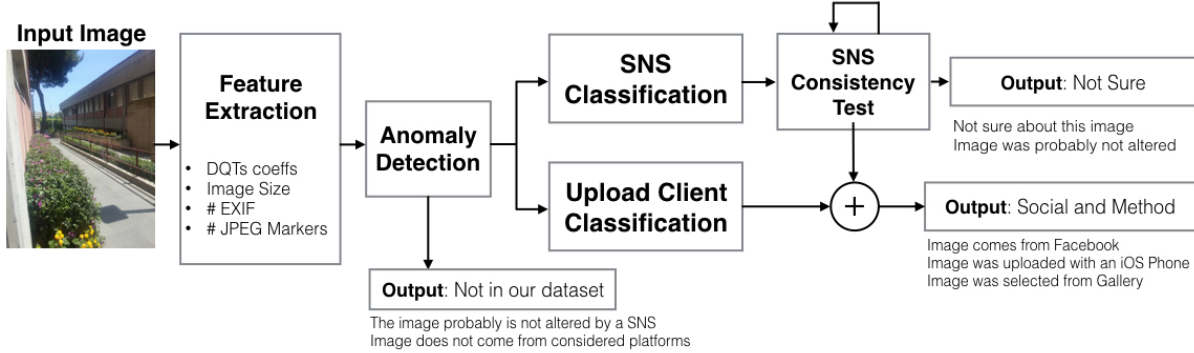 Input Image
Feature
Extraction
• DQTs coeffs
• Image Size
• # EXIF
• # JPEG Markers
Anomaly
Detection
Output: Not in our dataset
The image probably is not altered by a SNS
Image does not come from considered platforms
SNS
Classification
Upload Client
Classification
SNS
Consistency
Test
+
Output: Not Sure
Not sure about this image
Image was probably not altered
Output: Social and Method
Image comes from Facebook
Image was uploaded with an iOS Phone
Image was selected from Gallery